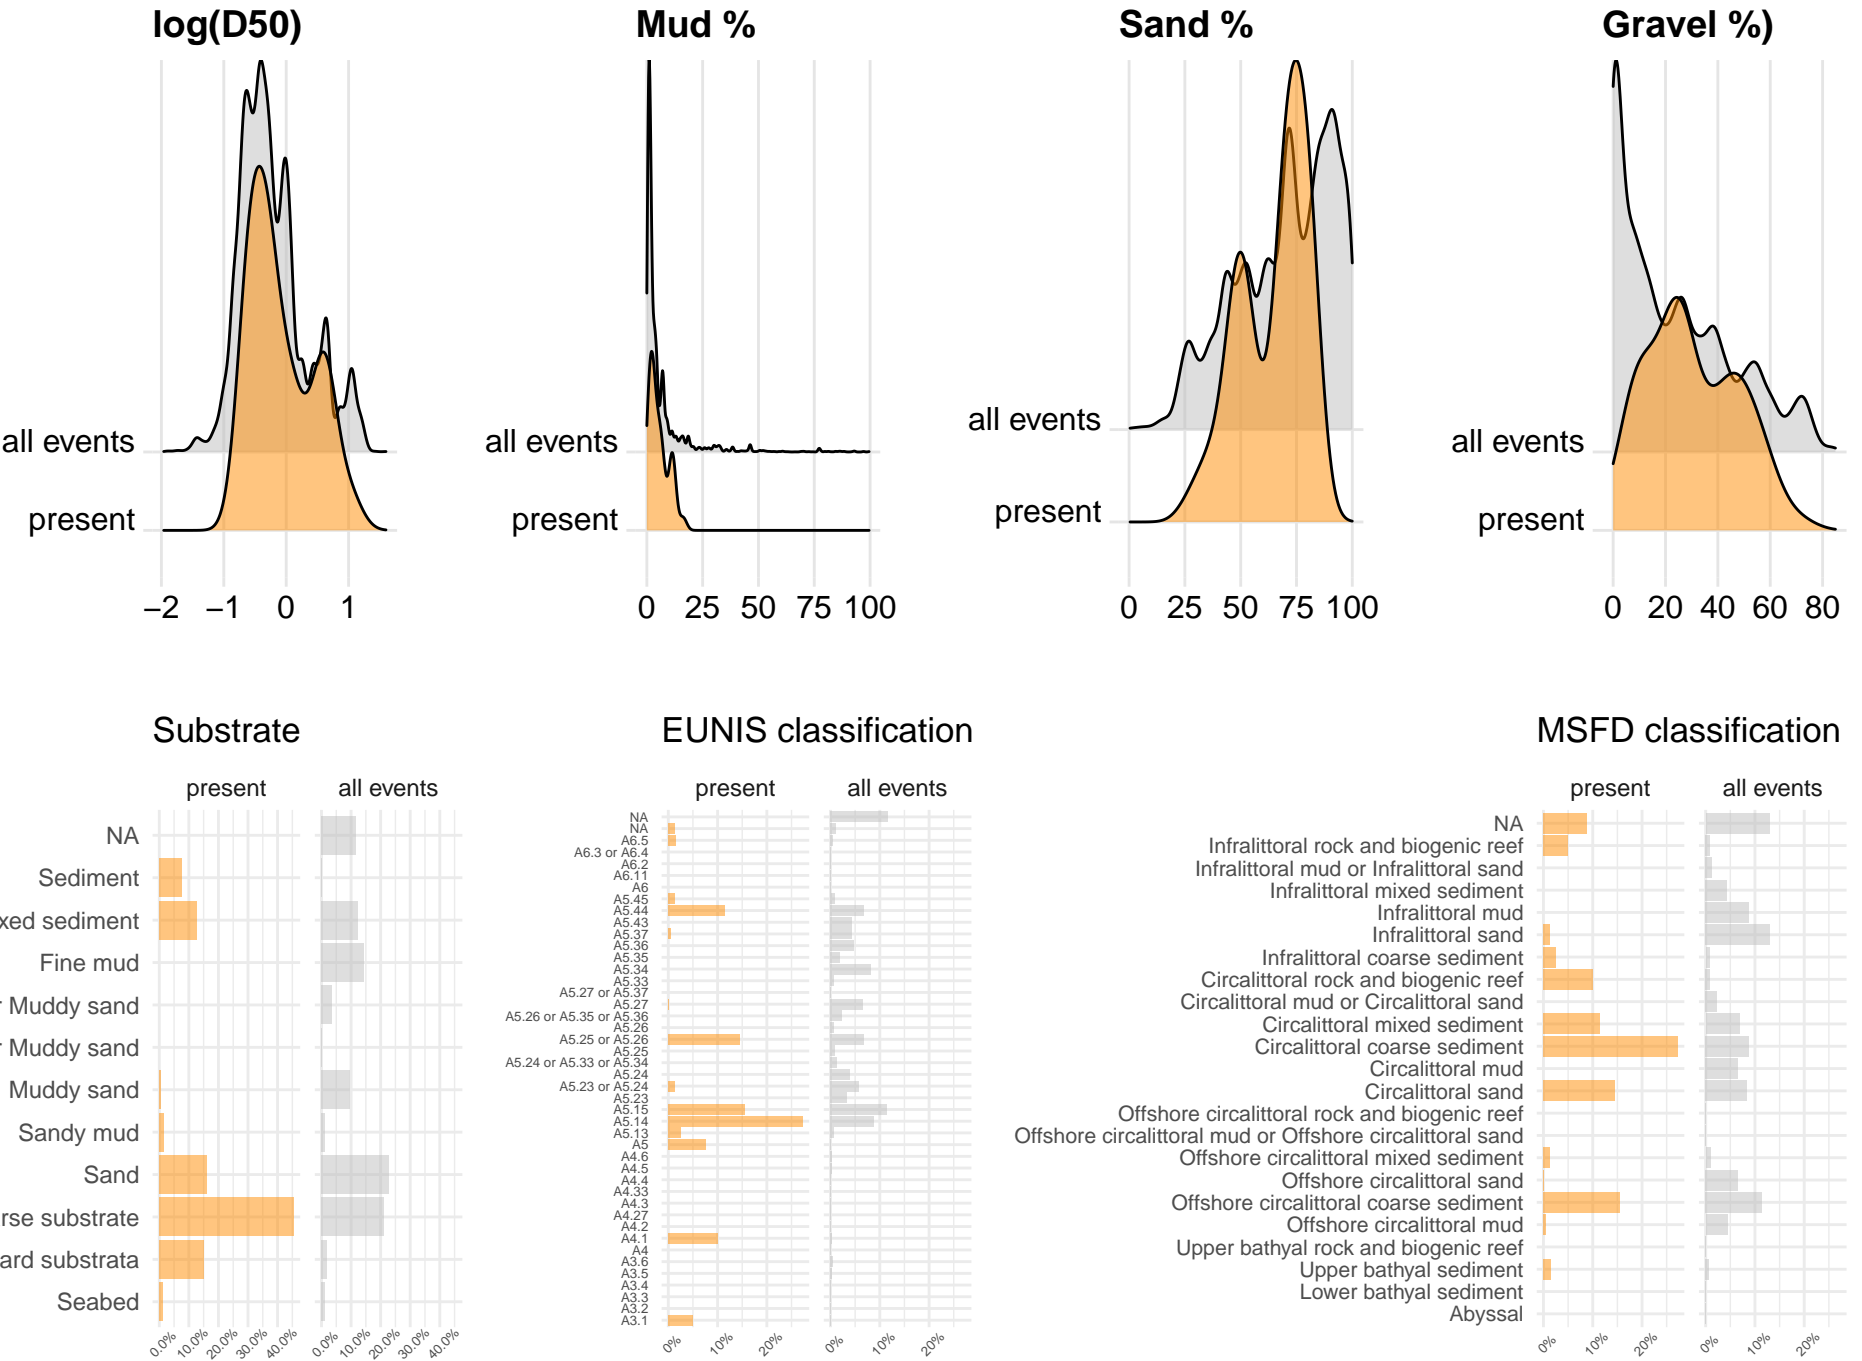 log(D50) Mud % Sand % Gravel %)
all events all events all events all events
present present present present
−2 −1 0 1 0 25 50 75 100 0 25 50 75 100 0 20 40 60 80
Substrate
present all events
NA
Sediment
xed sediment
Fine mud
r Muddy sand
r Muddy sand
Muddy sand
Sandy mud
Sand
rse substrate
ard substrata
Seabed
0.0% 10.0% 20.0% 30.0% 40.0% 0.0% 10.0% 20.0% 30.0% 40.0%
EUNIS classification
present all events
NA
NA
A6.5
A6.3 or A6.4
A6.2
A6.11
A6
A5.45
A5.44
A5.43
A5.37
A5.36
A5.35
A5.34
A5.33
A5.27 or A5.37
A5.27
A5.26 or A5.35 or A5.36
A5.26
A5.25 or A5.26
A5.25
A5.24 or A5.33 or A5.34
A5.24
A5.23 or A5.24
A5.23
A5.15
A5.14
A5.13
A5
A4.6
A4.5
A4.4
A4.33
A4.3
A4.27
A4.2
A4.1
A4
A3.6
A3.5
A3.4
A3.3
A3.2
A3.1
0% 10% 20% 0% 10% 20%
MSFD classification
present all events
NA
Infralittoral rock and biogenic reef
Infralittoral mud or Infralittoral sand
Infralittoral mixed sediment
Infralittoral mud
Infralittoral sand
Infralittoral coarse sediment
Circalittoral rock and biogenic reef
Circalittoral mud or Circalittoral sand
Circalittoral mixed sediment
Circalittoral coarse sediment
Circalittoral mud
Circalittoral sand
Offshore circalittoral rock and biogenic reef
Offshore circalittoral mud or Offshore circalittoral sand
Offshore circalittoral mixed sediment
Offshore circalittoral sand
Offshore circalittoral coarse sediment
Offshore circalittoral mud
Upper bathyal rock and biogenic reef
Upper bathyal sediment
Lower bathyal sediment
Abyssal
0% 10% 20% 0% 10% 20%